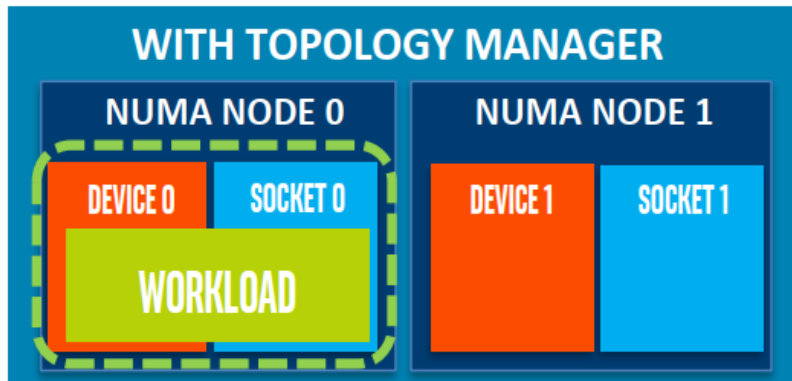 WITH TOPOLOGY MANAGER
NUMA NODE 0
NUMA NODE 1
DEVICE 0
SOCKET 0
DEVICE 1
SOCKET 1
WORKLOAD